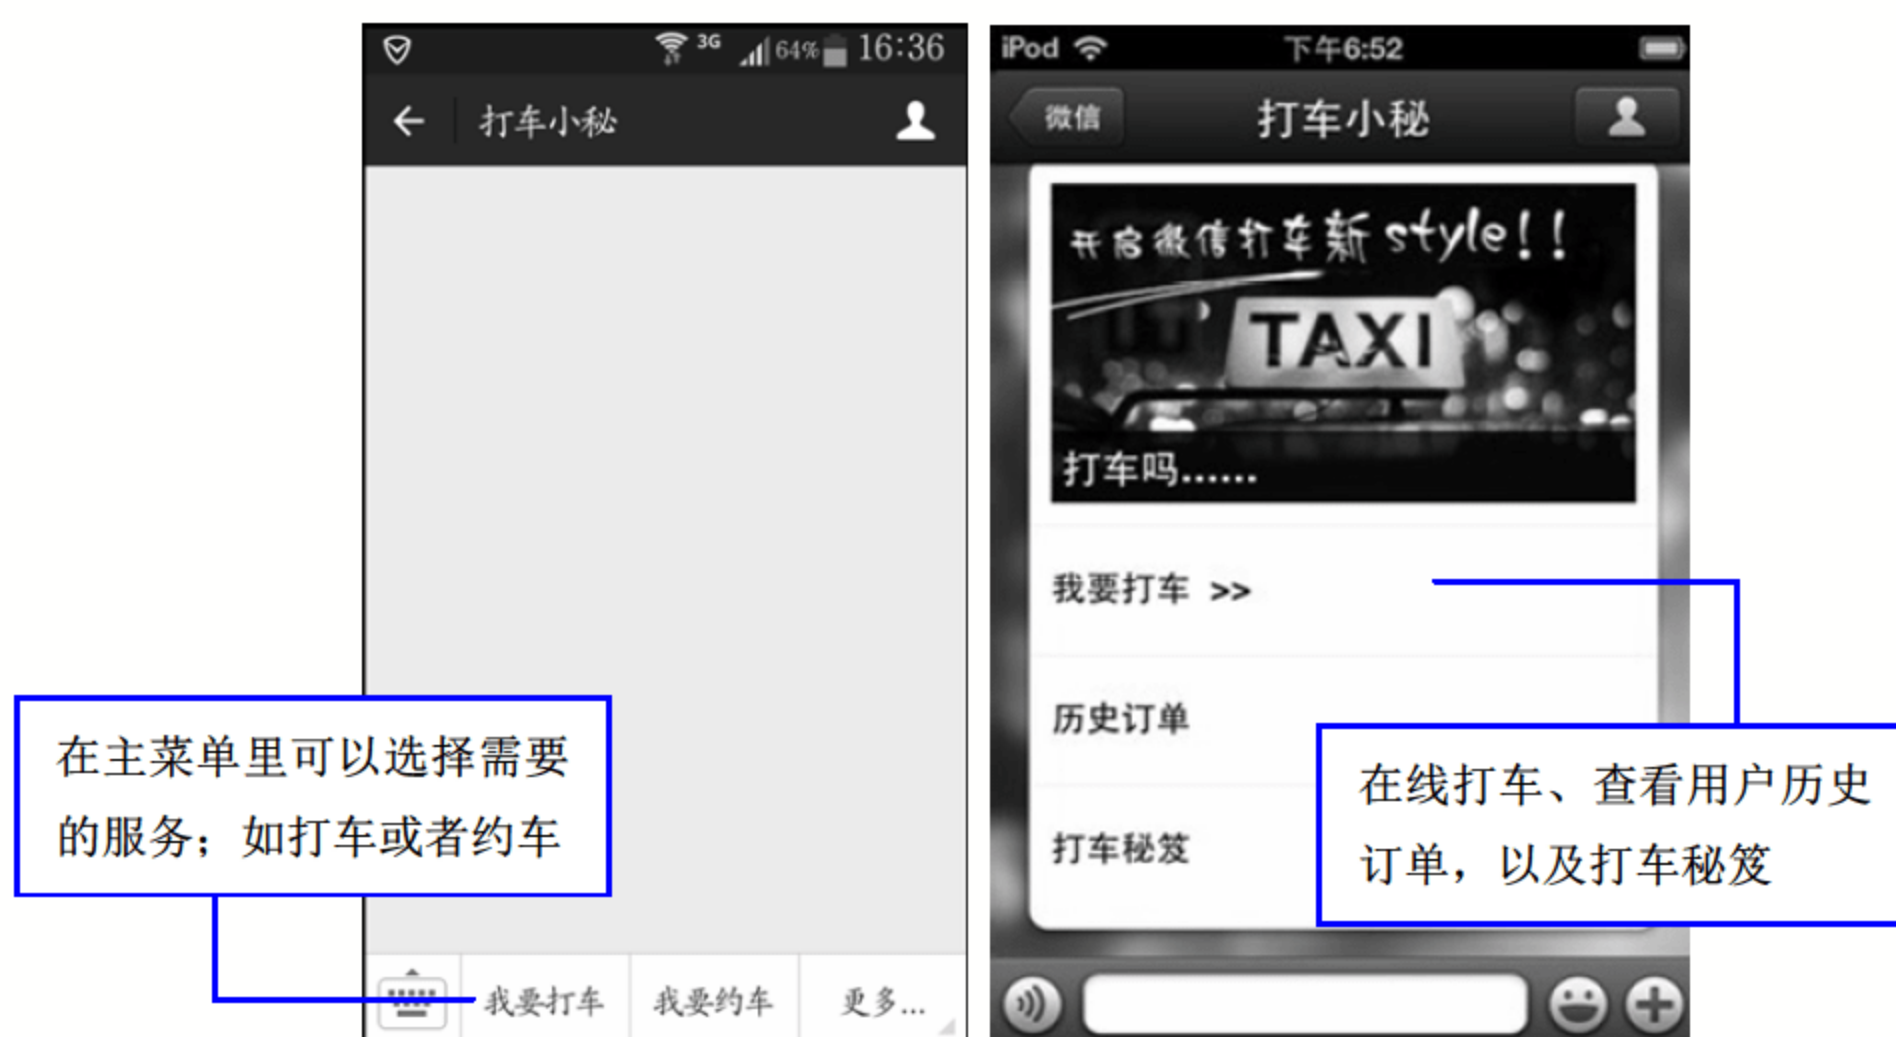 3G 64% 16:36
打车小秘
在主菜单里可以选择需要
的服务；如打车或者约车
我要打车 我要约车 更多...
iPod 下午6:52
微信 打车小秘
开启微信打车新style!!
TAXI
打车吗......
我要打车 >>
历史订单
打车秘笈
在线打车、查看用户历史
订单，以及打车秘笈